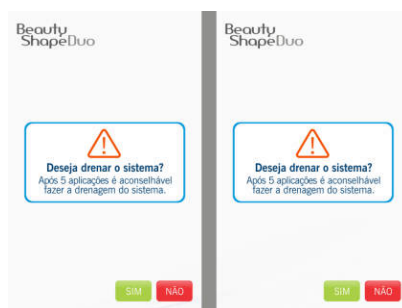 Beauty
ShapeDuo
Deseja drenar o sistema?
Após 5 aplicações é aconselhável
fazer a drenagem do sistema.
SIM
NÃO
Beauty
ShapeDuo
Deseja drenar o sistema?
Após 5 aplicações é aconselhável
fazer a drenagem do sistema.
SIM
NÃO